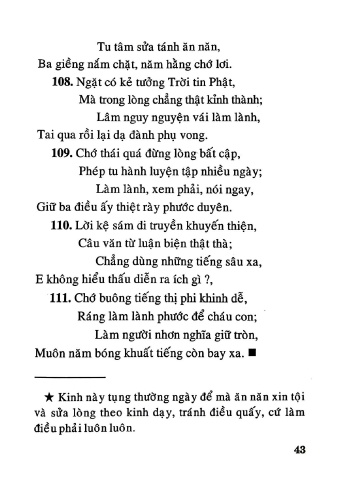 Tu tâm sửa tánh ăn năn,
Ba giềng nắm chặt, năm hằng chớ lơi.
108. Ngặt có kẻ tưởng Trời tin Phật,
Mà trong lòng chẳng thật kỉnh thành;
Lâm nguy nguyện vái làm lành,
Tai qua rồi lại dạ đành phụ vong.
109. Chớ thái quá đừng lòng bất cập,
Phép tu hành luyện tập nhiều ngày;
Làm lành, xem phải, nói ngay,
Giữ ba điều ấy thiệt rày phước duyên.
110. Lời kệ sám di truyền khuyến thiện,
Câu văn từ luận biện thật thà;
Chẳng dùng những tiếng sâu xa,
E không hiểu thấu diễn ra ích gì ?,
111. Chớ buông tiếng thị phi khinh dễ,
Ráng làm lành phước để cháu con;
Làm người nhơn nghĩa giữ tròn,
Muôn năm bóng khuất tiếng còn bay xa. ■
★ Kinh này tụng thường ngày để mà ăn năn xin tội
và sửa lòng theo kinh dạy, tránh điều quấy, cứ làm
điều phải luôn luôn.
43